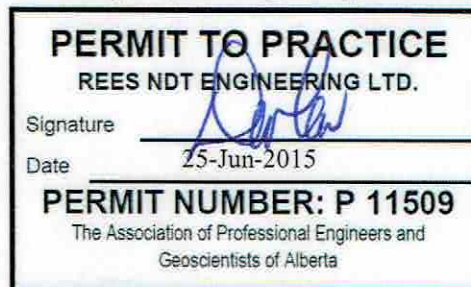 PERMIT TO PRACTICE
REES NDT ENGINEERING LTD.
Signature
Date 25-Jun-2015
PERMIT NUMBER: P 11509
The Association of Professional Engineers and
Geoscientists of Alberta